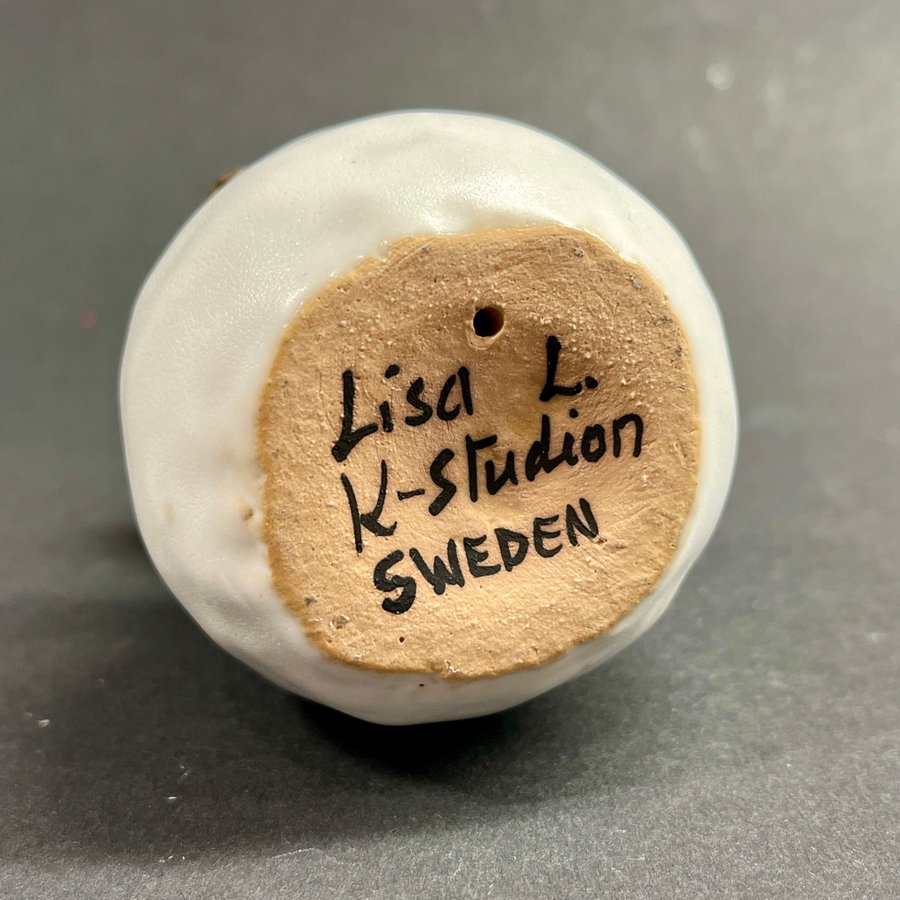 Lisa L.
K-Studion
SWEDEN